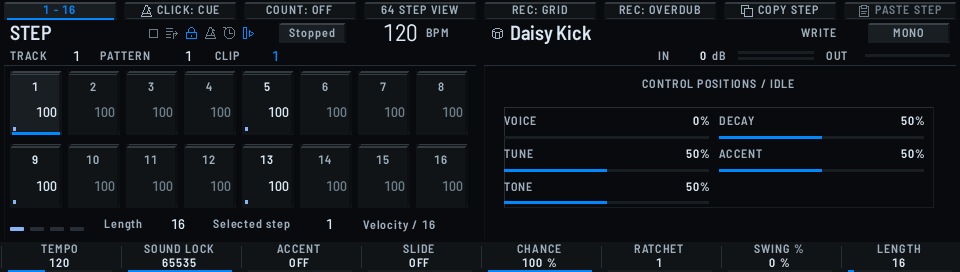 1 - 16 CLICK: CUE COUNT: OFF 64 STEP VIEW REC: GRID REC: OVERDUB COPY STEP PASTE STEP
STEP Stopped 120 BPM Daisy Kick WRITE MONO
TRACK 1 PATTERN 1 CLIP 1 IN 0 dB OUT
1 2 3 4 5 6 7 8
100 100 100 100 100 100 100 100
9 10 11 12 13 14 15 16
100 100 100 100 100 100 100 100
Length 16 Selected step 1 Velocity / 16
CONTROL POSITIONS / IDLE
VOICE 0% DECAY 50%
TUNE 50% ACCENT 50%
TONE 50%
TEMPO SOUND LOCK ACCENT SLIDE CHANCE RATCHET SWING % LENGTH
120 65535 OFF OFF 100 % 1 0 % 16